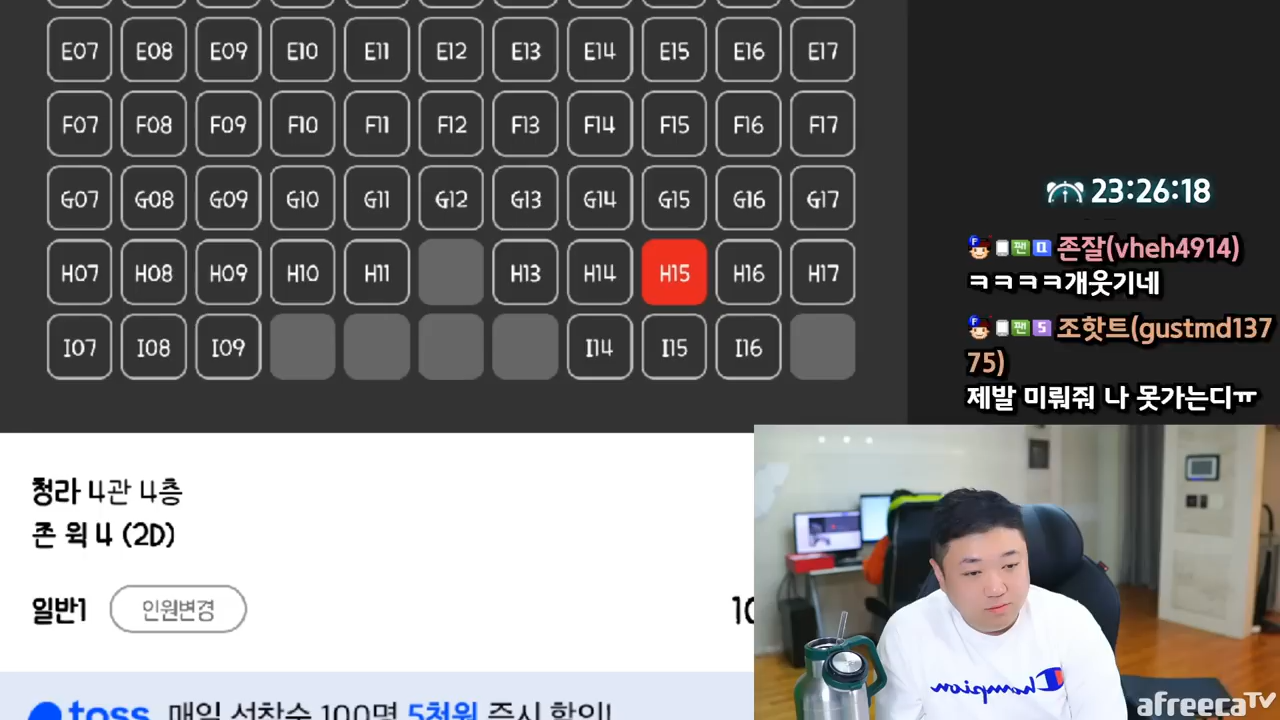 E07 E08 E09 E10 E11 E12 E13 E14 E15 E16 E17
F07 F08 F09 F10 F11 F12 F13 F14 F15 F16 F17
G07 G08 G09 G10 G11 G12 G13 G14 G15 G16 G17
H07 H08 H09 H10 H11 H13 H14 H15 H16 H17
I07 I08 I09 I14 I15 I16
청라 4관 4층
존 윅 4 (2D)
일반1 인원변경
toss 매일 선착순 100명 5천원 즉시 할인!
23:26:18
팬 존잘(vheh4914)
ㅋㅋㅋㅋ개웃기네
팬 S 조핫트(gustmd137
75)
제발 미뤄줘 나 못가는디ㅠ
Champion
afreecaTV